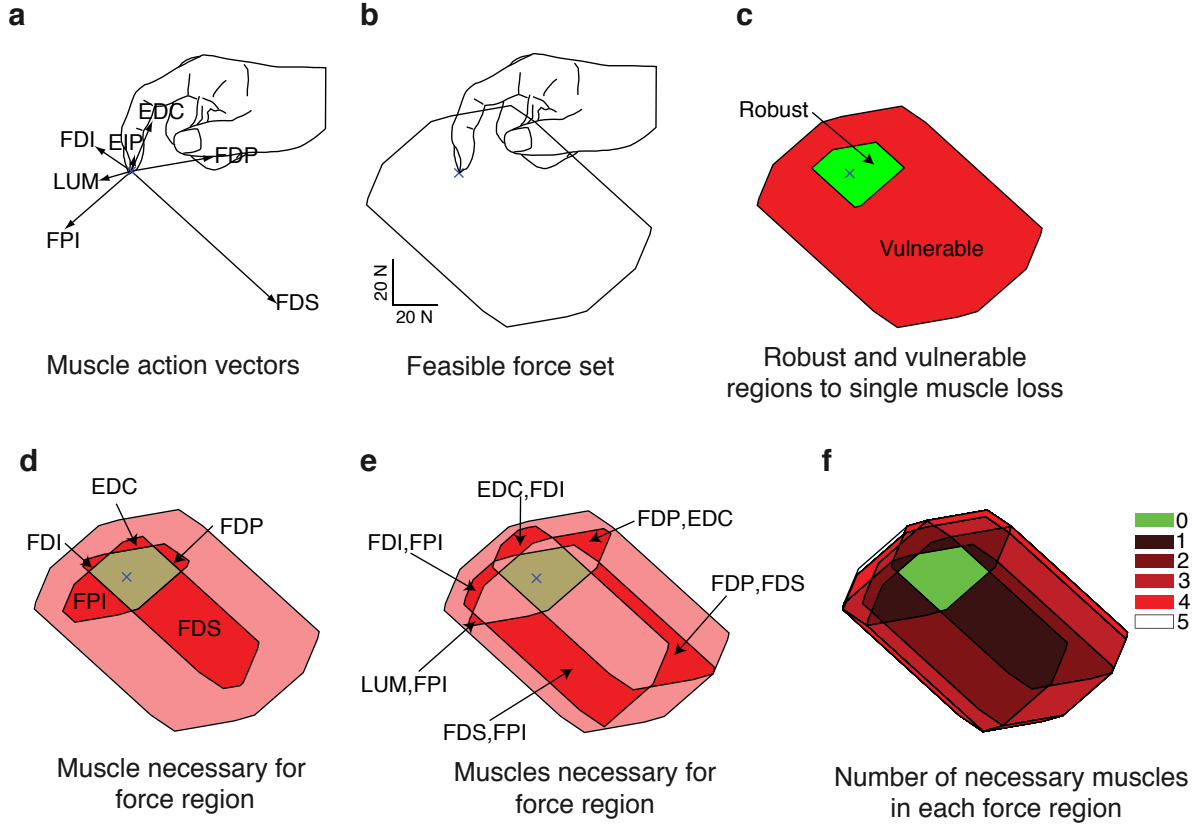 a
EDC
FDI
EIP
FDP
LUM
FPI
FDS
Muscle action vectors
b
20 N
20 N
Feasible force set
c
Robust
Vulnerable
Robust and vulnerable
regions to single muscle loss
d
EDC
FDP
FDI
FPI
FDS
Muscle necessary for
force region
e
EDC,FDI
FDP,EDC
FDI,FPI
FDP,FDS
LUM,FPI
FDS,FPI
Muscles necessary for
force region
f
0
1
2
3
4
5
Number of necessary muscles
in each force region